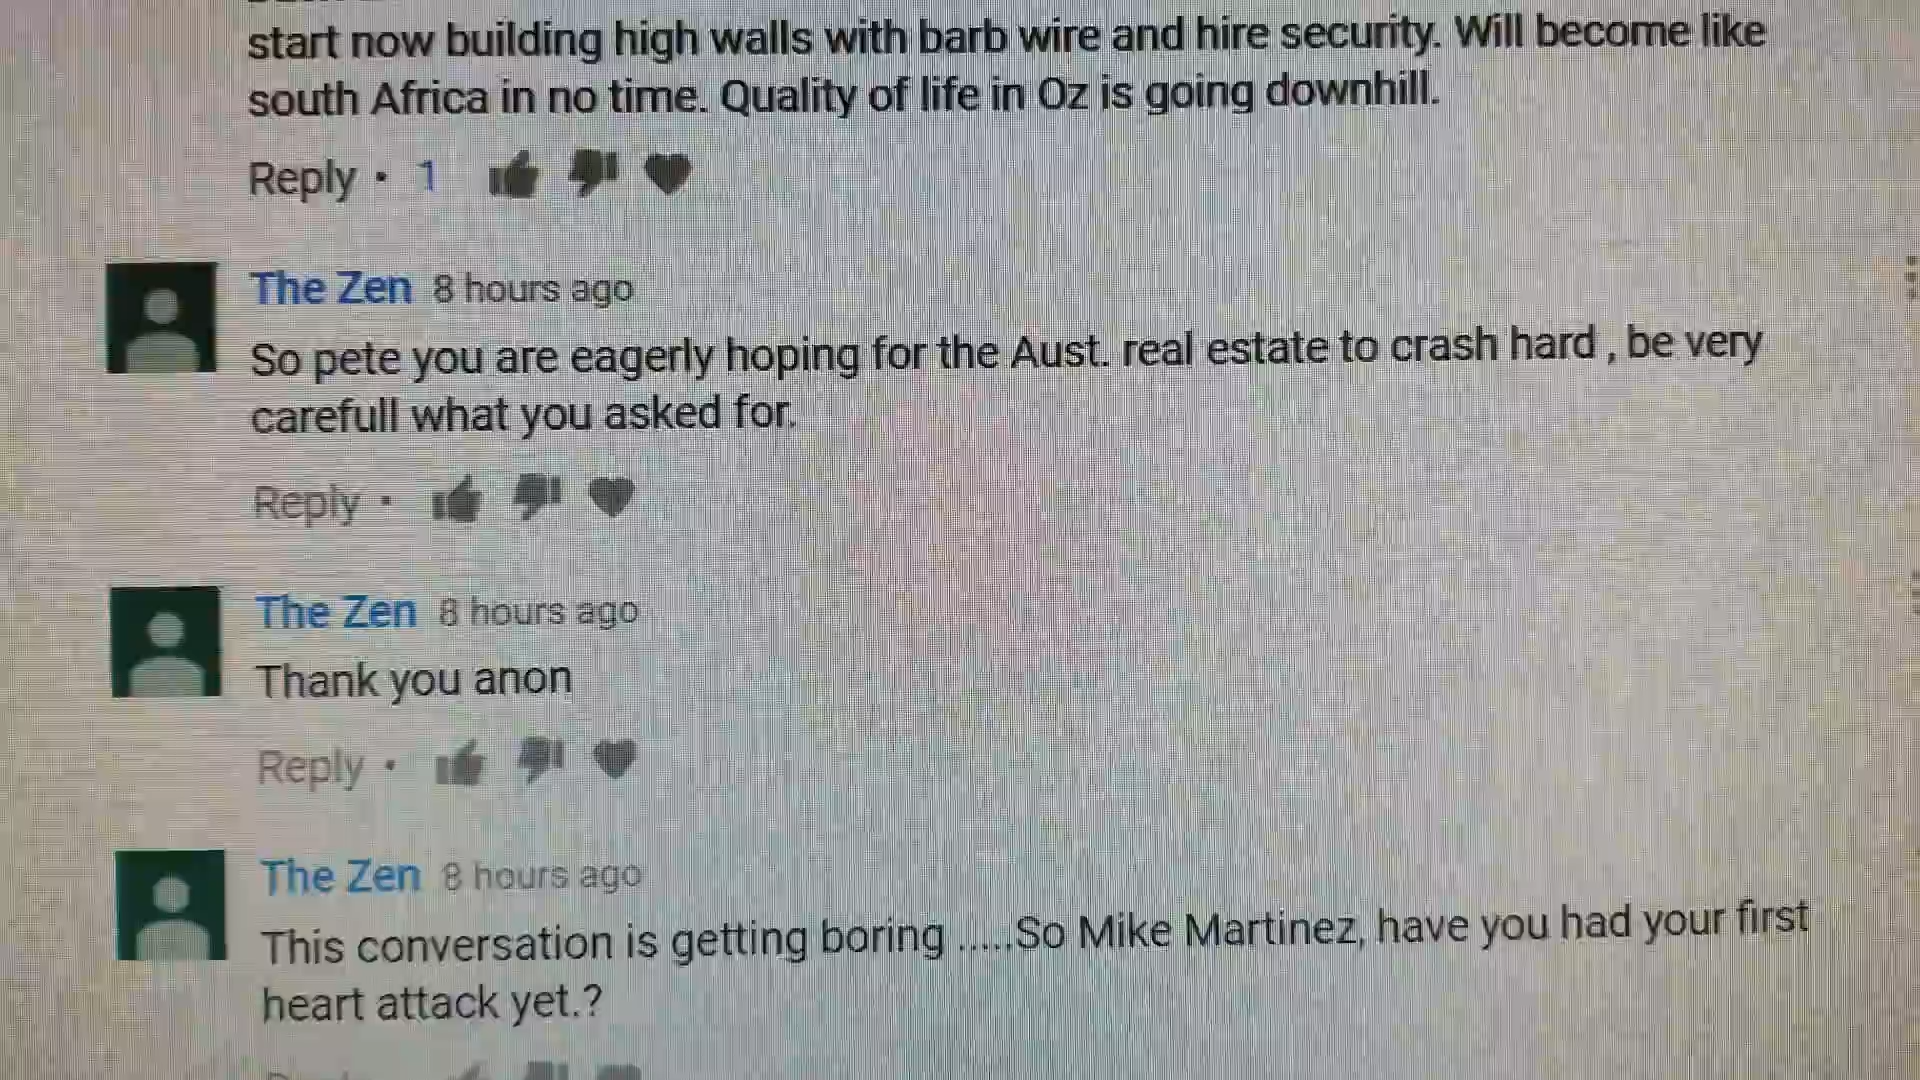 start now building high walls with barb wire and hire security. Will become like
south Africa in no time. Quality of life in Oz is going downhill.
Reply • 1
The Zen 8 hours ago
So pete you are eagerly hoping for the Aust. real estate to crash hard , be very
carefull what you asked for.
Reply •
The Zen 8 hours ago
Thank you anon
Reply •
The Zen 8 hours ago
This conversation is getting boring .....So Mike Martinez, have you had your first
heart attack yet.?